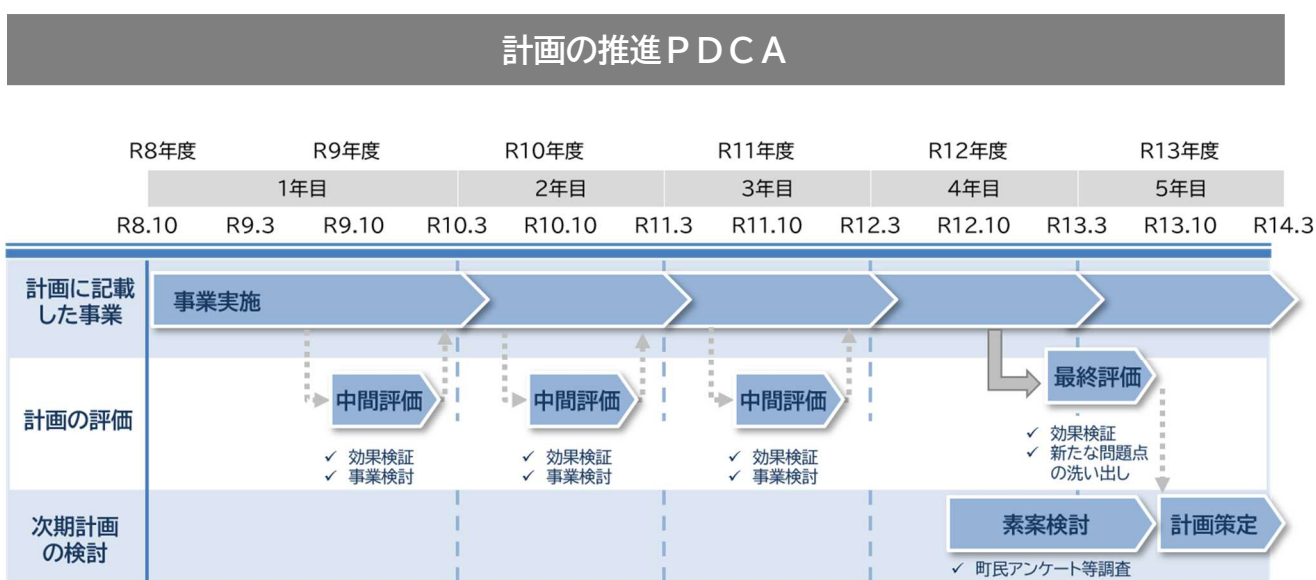 計画の推進ＰＤＣＡ
R8年度 R9年度 R10年度 R11年度 R12年度 R13年度
1年目 2年目 3年目 4年目 5年目
R8.10 R9.3 R9.10 R10.3 R10.10 R11.3 R11.10 R12.3 R12.10 R13.3 R13.10 R14.3
計画に記載
した事業
事業実施
計画の評価
中間評価 中間評価 中間評価 最終評価
✓ 効果検証
✓ 事業検討
✓ 効果検証
✓ 事業検討
✓ 効果検証
✓ 事業検討
✓ 効果検証
✓ 新たな問題点
の洗い出し
次期計画
の検討
素案検討 計画策定
✓ 町民アンケート等調査